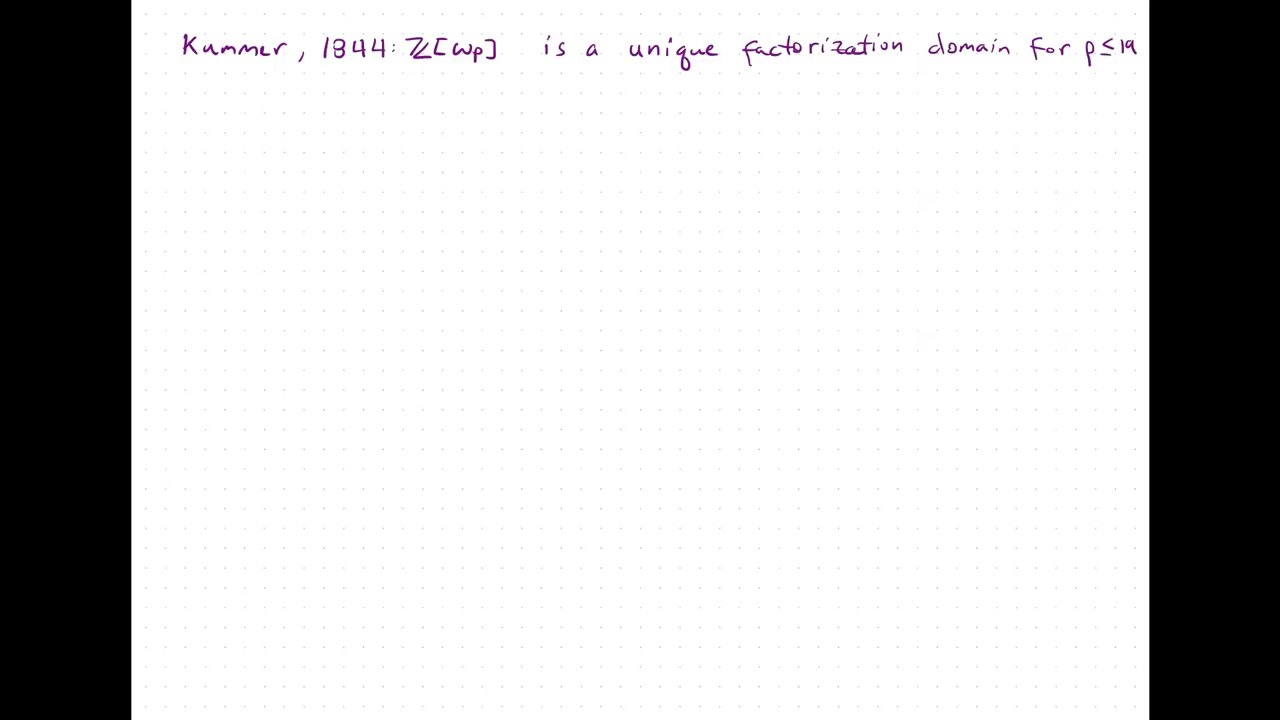 Kummer, 1844: ℤ[ωp] is a unique factorization domain for p ≤ 19